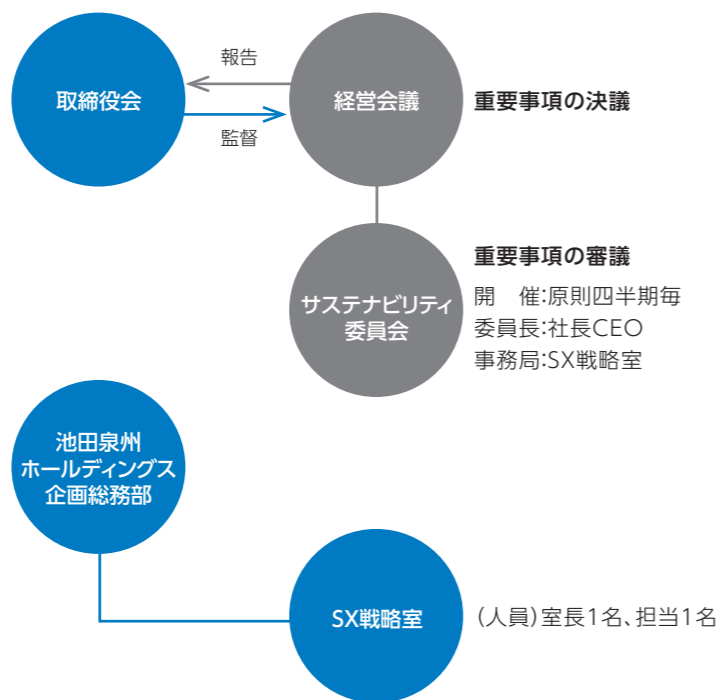 報告
取締役会
経営会議
重要事項の決議
監督
重要事項の審議
サステナビリティ
委員会
開　催:原則四半期毎
委員長:社長CEO
事務局:SX戦略室
池田泉州
ホールディングス
企画総務部
SX戦略室
(人員)室長1名、担当1名